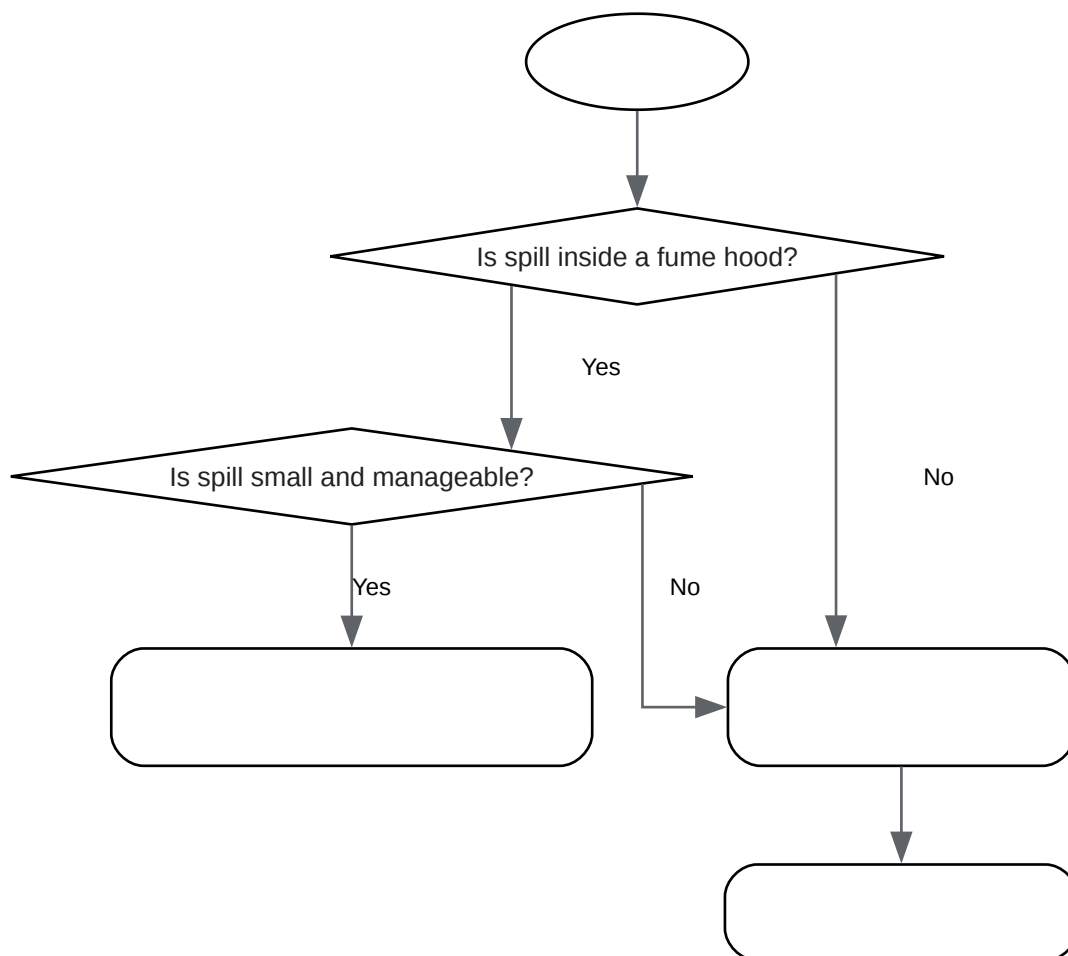 Is spill inside a fume hood?
Yes
Is spill small and manageable?
No
Yes
No